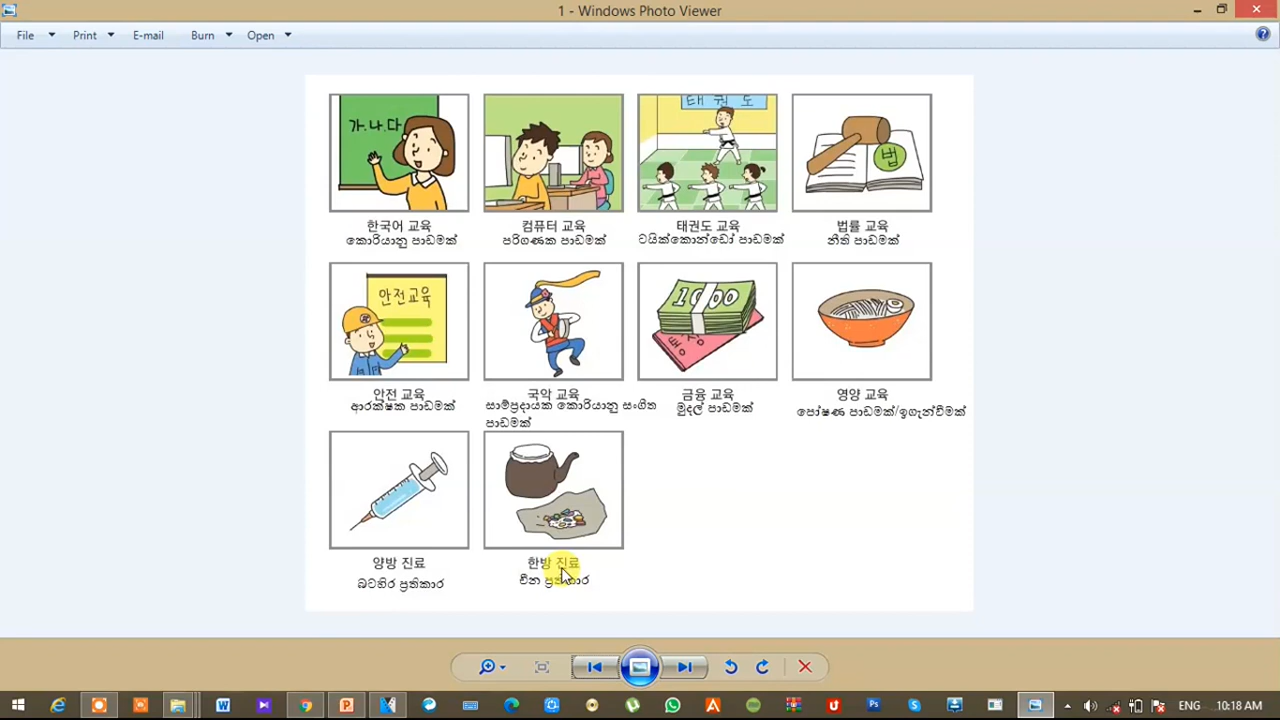 1 - Windows Photo Viewer
File Print E-mail Burn Open
가.나.다
태권도
법
한국어 교육
컴퓨터 교육
태권도 교육
법률 교육
කොරියානු පාඩමක්
පරිගණක පාඩමක්
ටයික්කොන්ඩෝ පාඩමක්
නීති පාඩමක්
안전교육
1000
통장
안전 교육
국악 교육
금융 교육
영양 교육
ආරක්ෂක පාඩමක්
සාම්ප්‍රදායක කොරියානු සංගීත
පාඩමක්
මුදල් පාඩමක්
පෝෂණ පාඩමක්/ඉගැන්වීමක්
양방 진료
한방 진료
බටහිර ප්‍රතිකාර
චීන ප්‍රතිකාර
ENG 10:18 AM